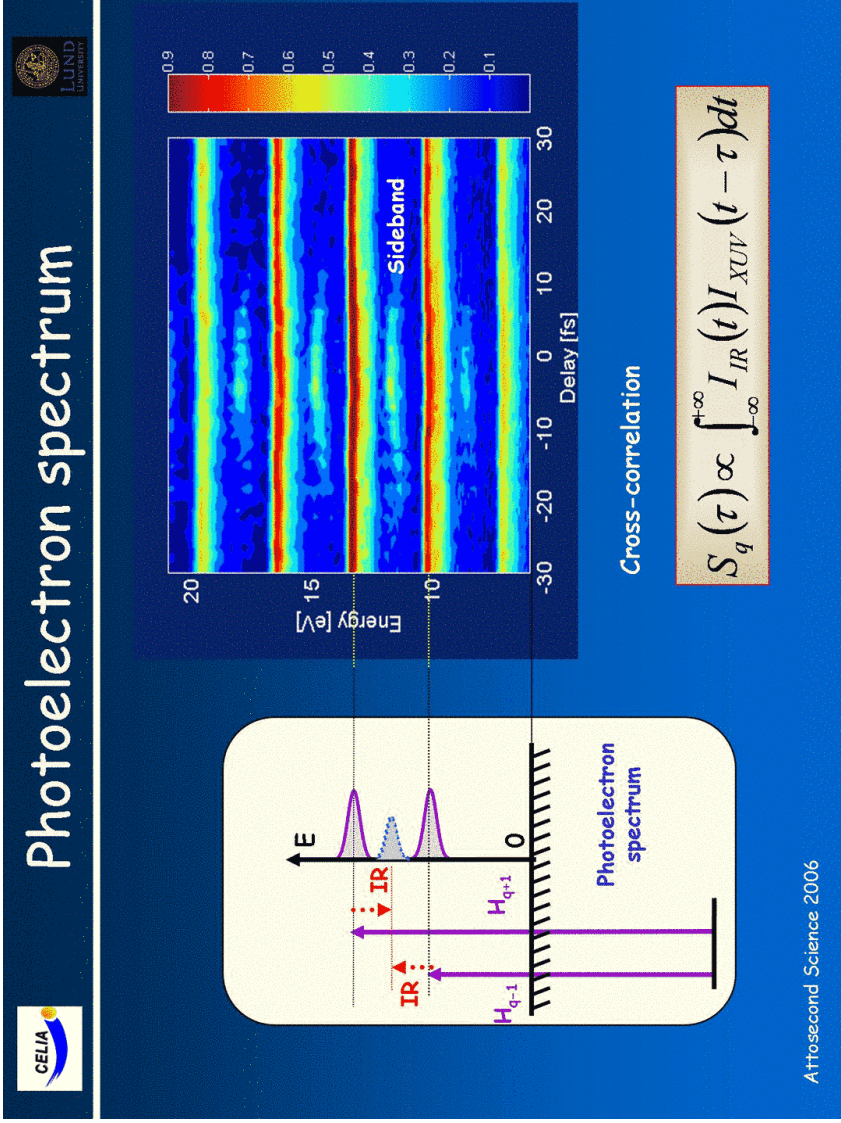 Photoelectron spectrum
CELIA
LUND
UNIVERSITY
E
IR
IR
H_{q+1}
H_{q-1}
O
Photoelectron
spectrum
Energy [eV]
20
15
10
-30
-20
-10
0
10
20
30
Delay [fs]
Sideband
0.9
0.8
0.7
0.6
0.5
0.4
0.3
0.2
0.1
Cross-correlation
S_q(τ) ∝ ∫_{-∞}^{+∞} I_{IR}(t) I_{XUV}(t − τ)dt
Attosecond Science 2006